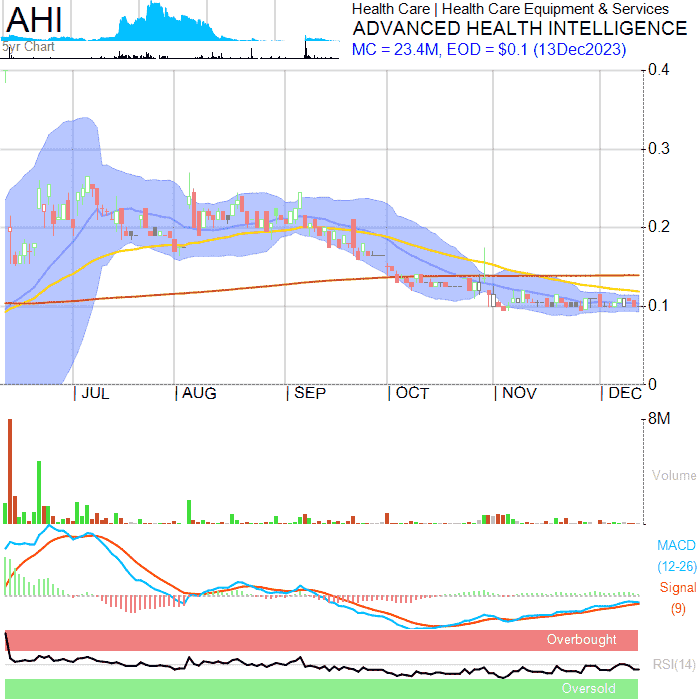 AHI
5yr Chart
Health Care | Health Care Equipment & Services
ADVANCED HEALTH INTELLIGENCE
MC = 23.4M, EOD = $0.1 (13Dec2023)
0.4
0.3
0.2
0.1
0
JUL
AUG
SEP
OCT
NOV
DEC
8M
Volume
MACD
(12-26)
Signal
(9)
Overbought
RSI(14)
Oversold